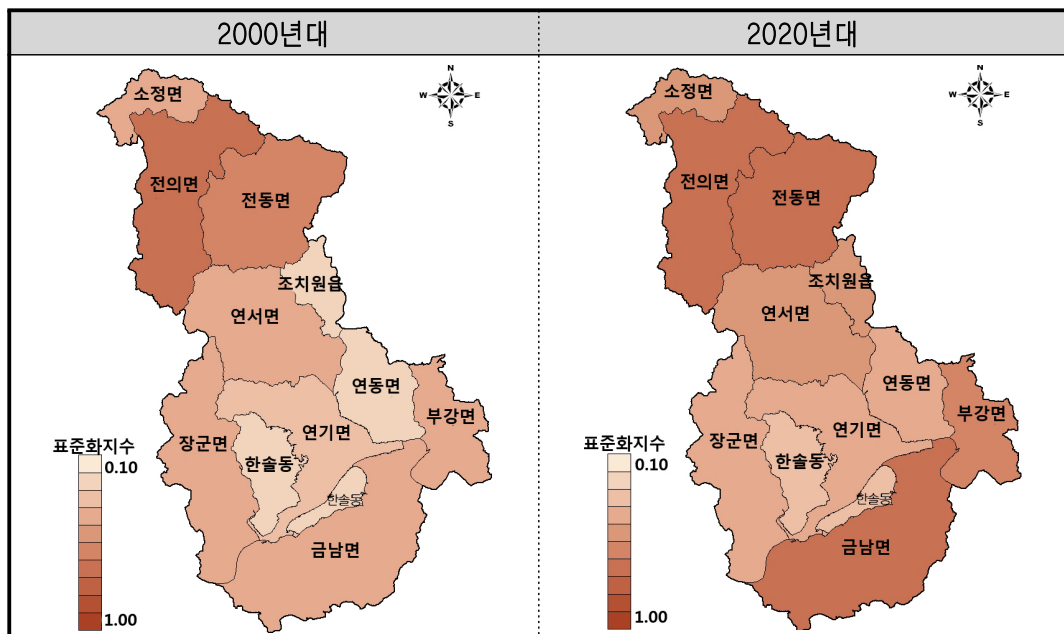 2000년대
N
W E
S
소정면
전의면
전동면
조치원읍
연서면
연동면
부강면
장군면
연기면
한솔동
한솔동
금남면
표준화지수
0.10
1.00
2020년대
N
W E
S
소정면
전의면
전동면
조치원읍
연서면
연동면
부강면
장군면
연기면
한솔동
한솔동
금남면
표준화지수
0.10
1.00